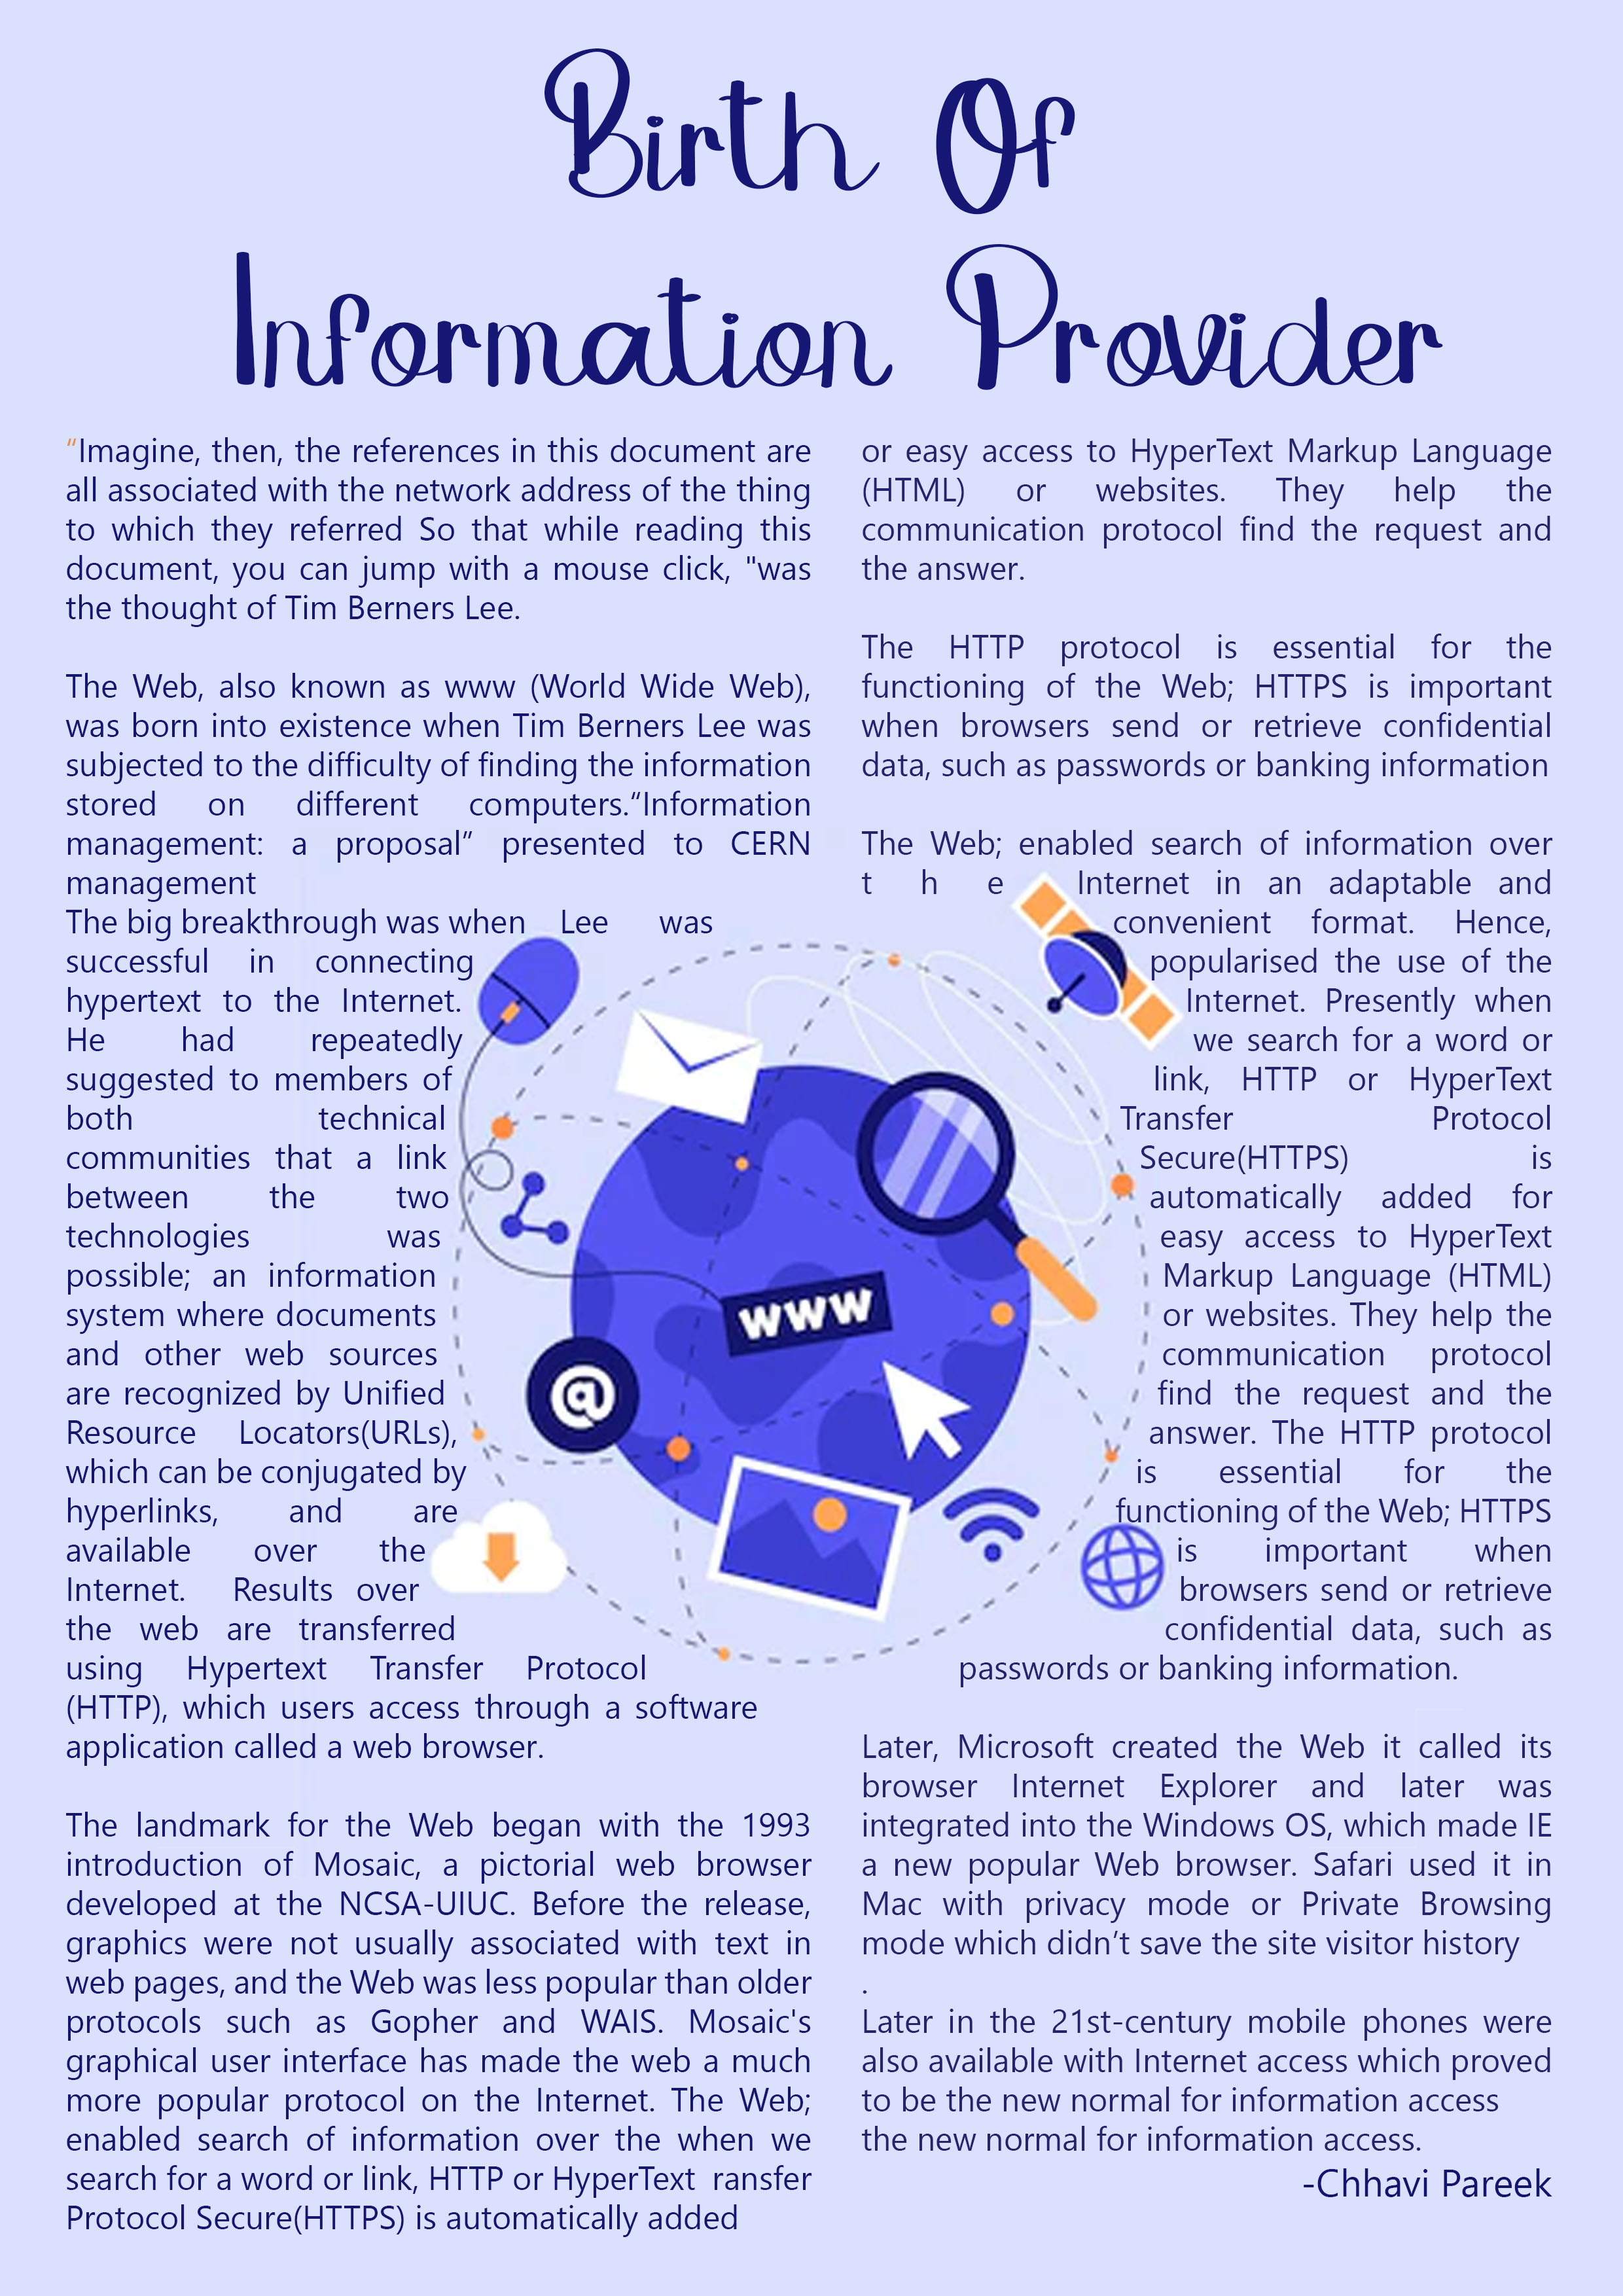 Birth Of
Information Provider
“Imagine, then, the references in this document are
all associated with the network address of the thing
to which they referred So that while reading this
document, you can jump with a mouse click, "was
the thought of Tim Berners Lee.
The Web, also known as www (World Wide Web),
was born into existence when Tim Berners Lee was
subjected to the difficulty of finding the information
stored on different computers.“Information
management: a proposal” presented to CERN
management
The big breakthrough was when Lee was
successful in connecting
hypertext to the Internet.
He had repeatedly
suggested to members of
both technical
communities that a link
between the two
technologies was
possible; an information
system where documents
and other web sources
are recognized by Unified
Resource Locators(URLs),
which can be conjugated by
hyperlinks, and are
available over the
Internet. Results over
the web are transferred
using Hypertext Transfer Protocol
(HTTP), which users access through a software
application called a web browser.
The landmark for the Web began with the 1993
introduction of Mosaic, a pictorial web browser
developed at the NCSA-UIUC. Before the release,
graphics were not usually associated with text in
web pages, and the Web was less popular than older
protocols such as Gopher and WAIS. Mosaic's
graphical user interface has made the web a much
more popular protocol on the Internet. The Web;
enabled search of information over the when we
search for a word or link, HTTP or HyperText ransfer
Protocol Secure(HTTPS) is automatically added
or easy access to HyperText Markup Language
(HTML) or websites. They help the
communication protocol find the request and
the answer.
The HTTP protocol is essential for the
functioning of the Web; HTTPS is important
when browsers send or retrieve confidential
data, such as passwords or banking information
The Web; enabled search of information over
t h e Internet in an adaptable and
convenient format. Hence,
popularised the use of the
Internet. Presently when
we search for a word or
link, HTTP or HyperText
Transfer Protocol
Secure(HTTPS) is
automatically added for
easy access to HyperText
Markup Language (HTML)
or websites. They help the
communication protocol
find the request and the
answer. The HTTP protocol
is essential for the
functioning of the Web; HTTPS
is important when
browsers send or retrieve
confidential data, such as
passwords or banking information.
Later, Microsoft created the Web it called its
browser Internet Explorer and later was
integrated into the Windows OS, which made IE
a new popular Web browser. Safari used it in
Mac with privacy mode or Private Browsing
mode which didn’t save the site visitor history
.
Later in the 21st-century mobile phones were
also available with Internet access which proved
to be the new normal for information access
the new normal for information access.
-Chhavi Pareek
www
@